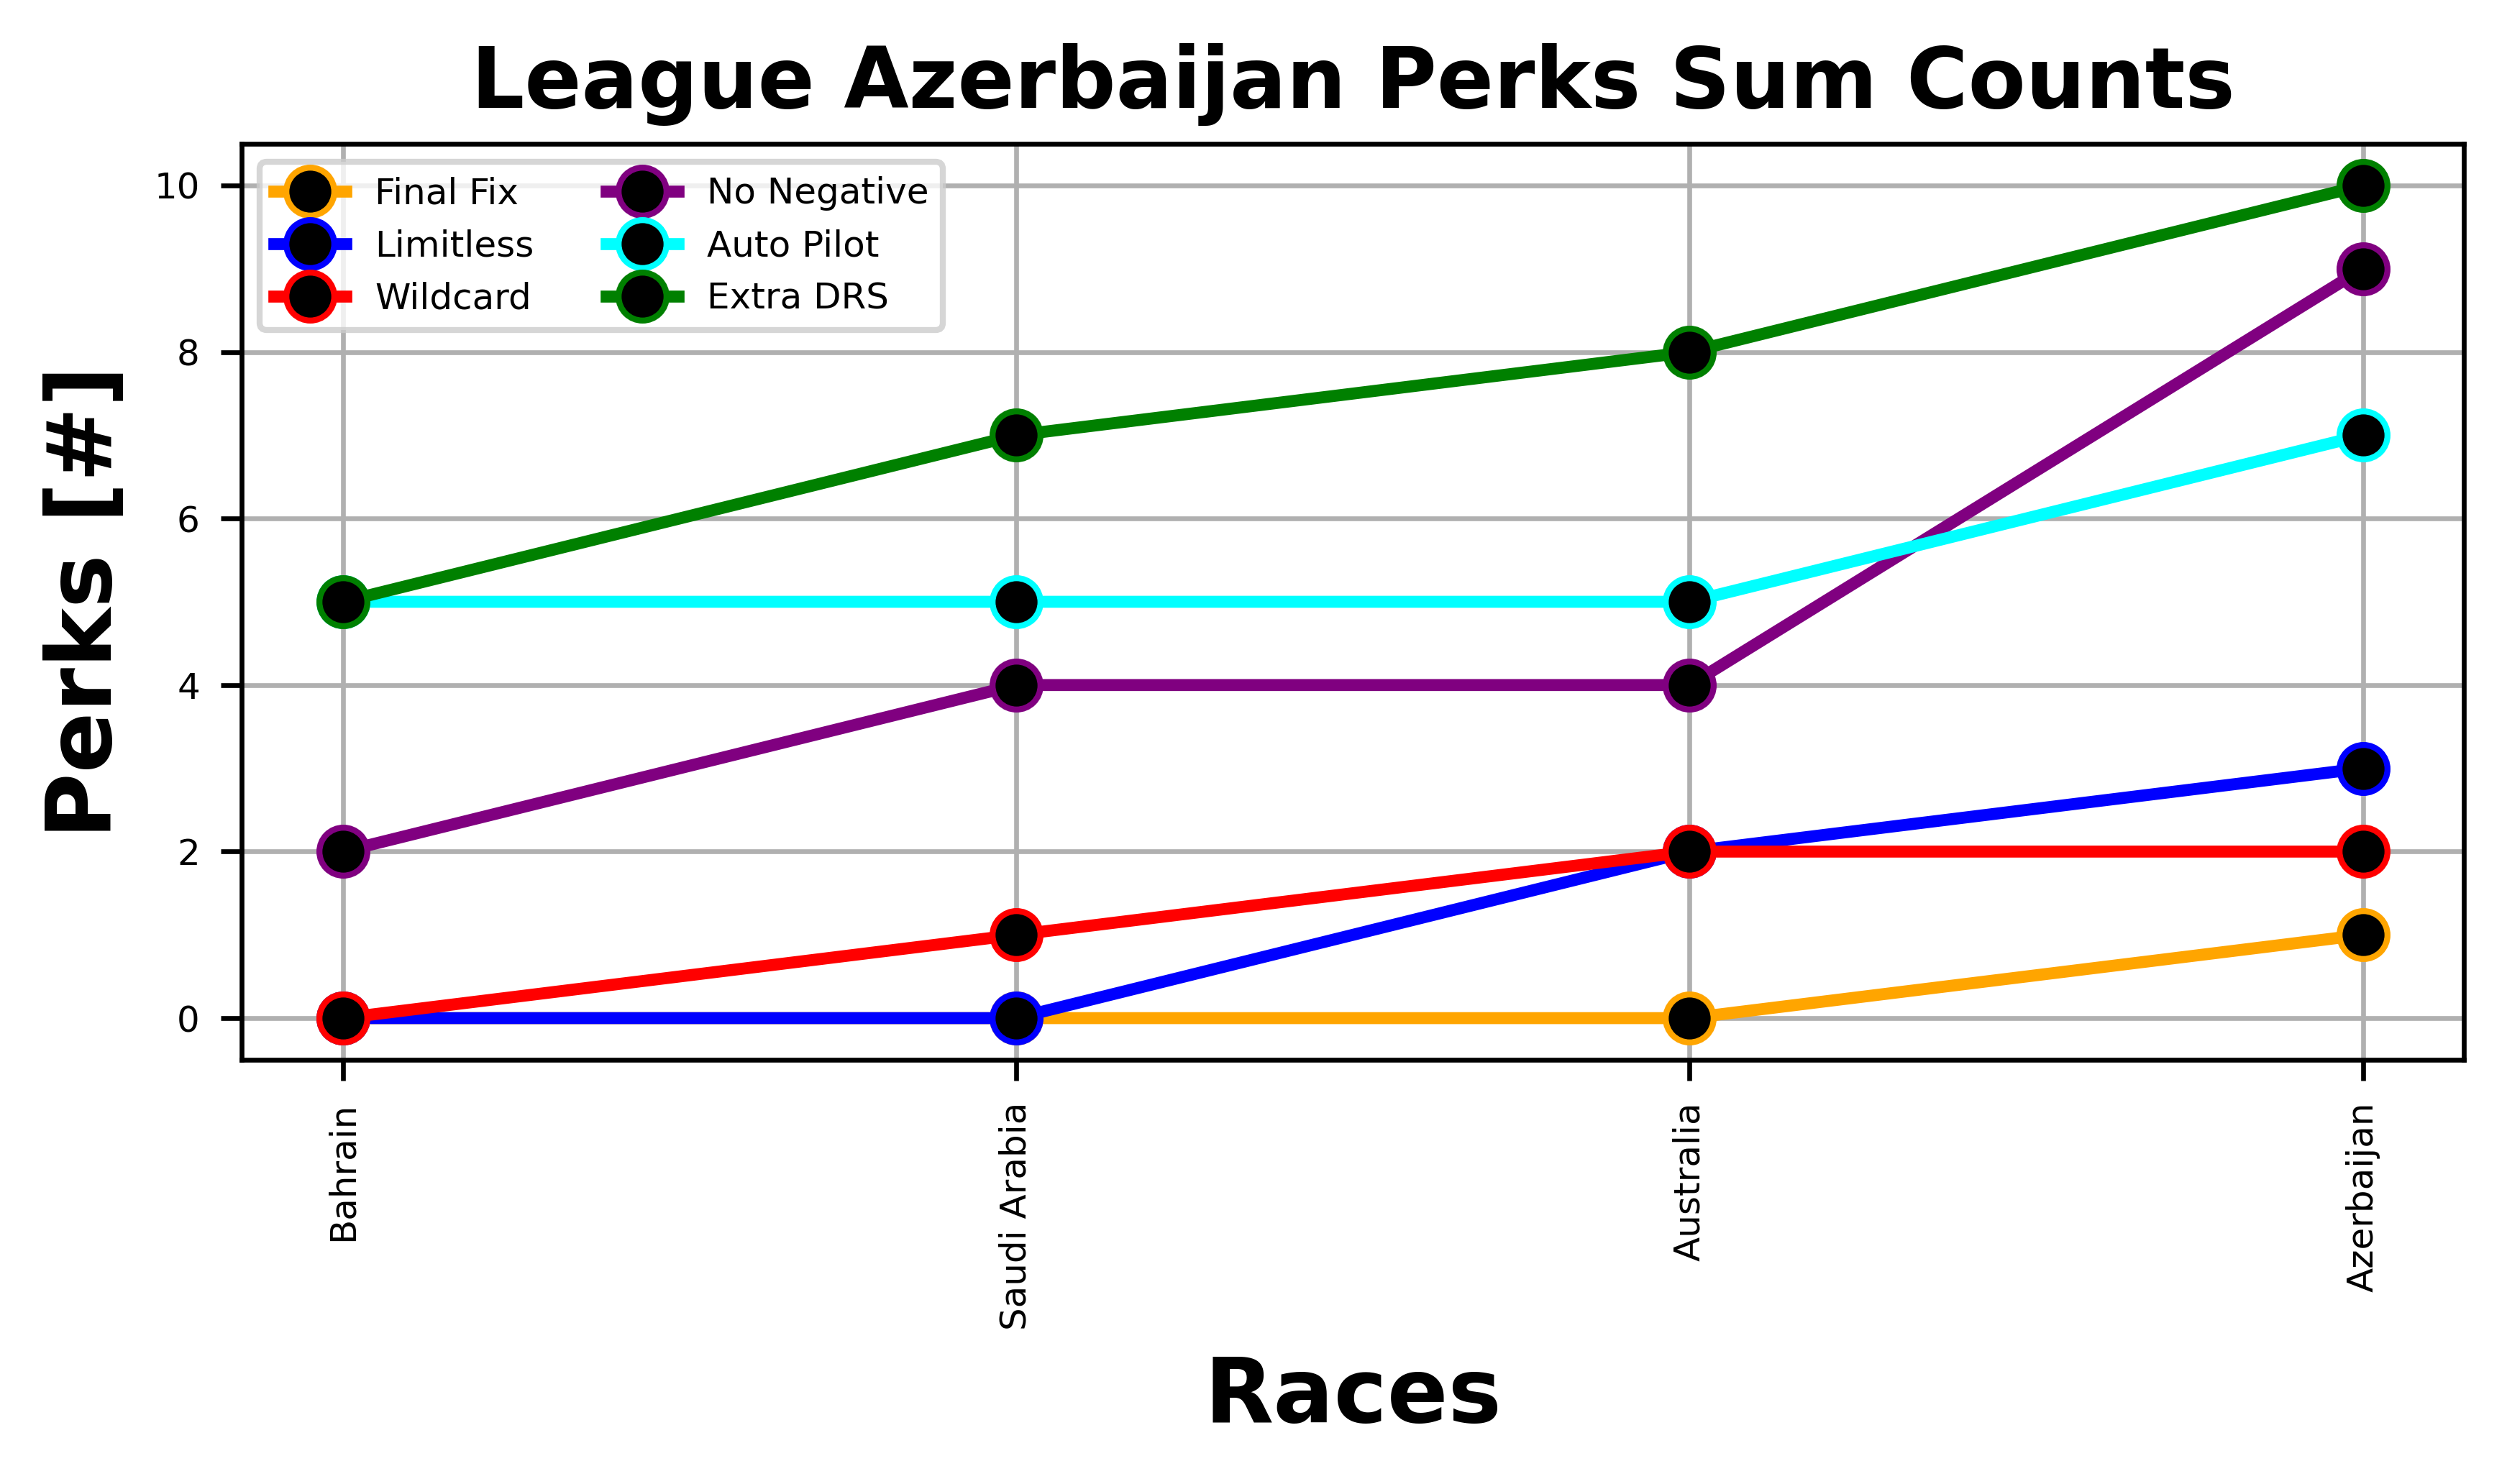 League Azerbaijan Perks Sum Counts
Final Fix
Limitless
Wildcard
No Negative
Auto Pilot
Extra DRS
Perks [#]
10
8
6
4
2
0
Bahrain
Saudi Arabia
Australia
Azerbaijan
Races